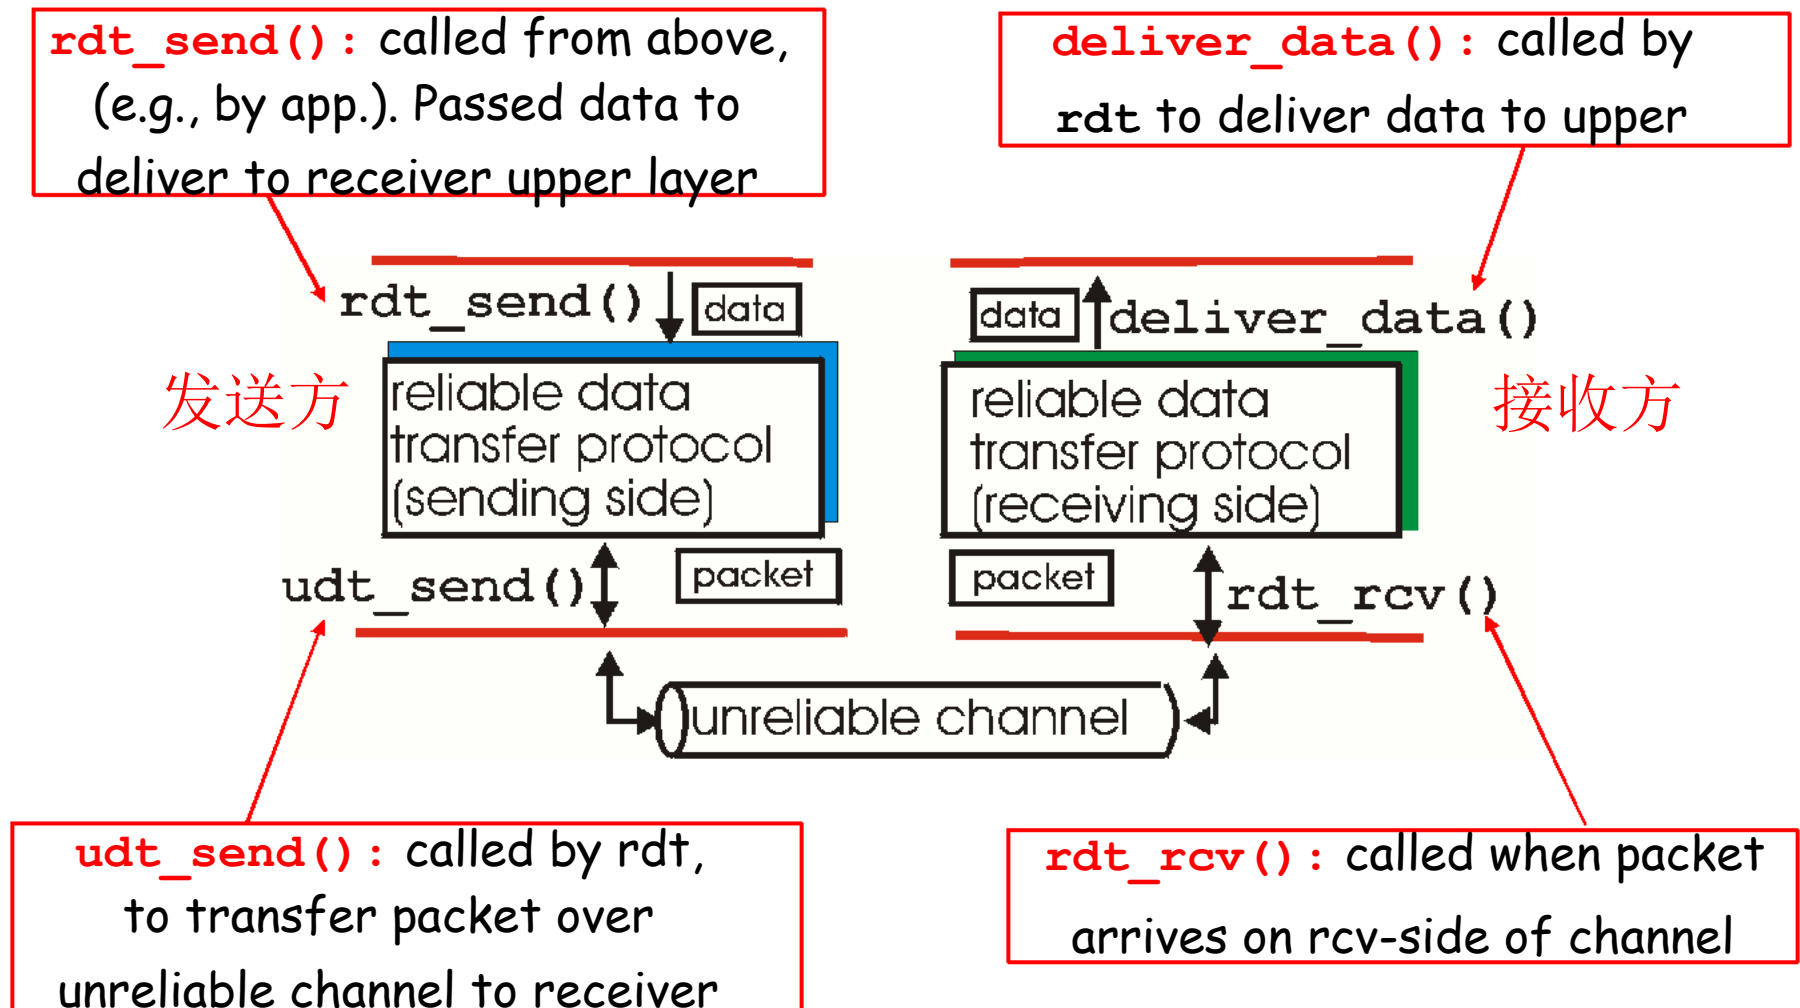 rdt_send(): called from above,
(e.g., by app.). Passed data to
deliver to receiver upper layer
deliver_data(): called by
rdt to deliver data to upper
rdt_send()
data
data
deliver_data()
发送方
reliable data
transfer protocol
(sending side)
reliable data
transfer protocol
(receiving side)
接收方
udt_send()
packet
packet
rdt_rcv()
unreliable channel
udt_send(): called by rdt,
to transfer packet over
unreliable channel to receiver
rdt_rcv(): called when packet
arrives on rcv-side of channel